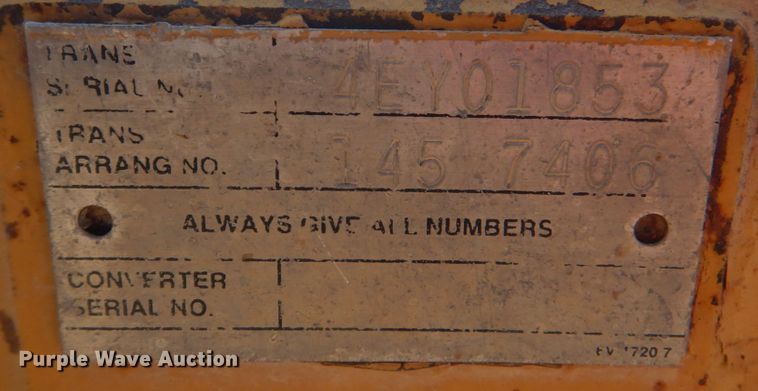 TRANS
SERIAL NO. 4EY01853
TRANS
ARRANG NO. 145 7406
ALWAYS GIVE ALL NUMBERS
CONVERTER
SERIAL NO.
Purple Wave Auction